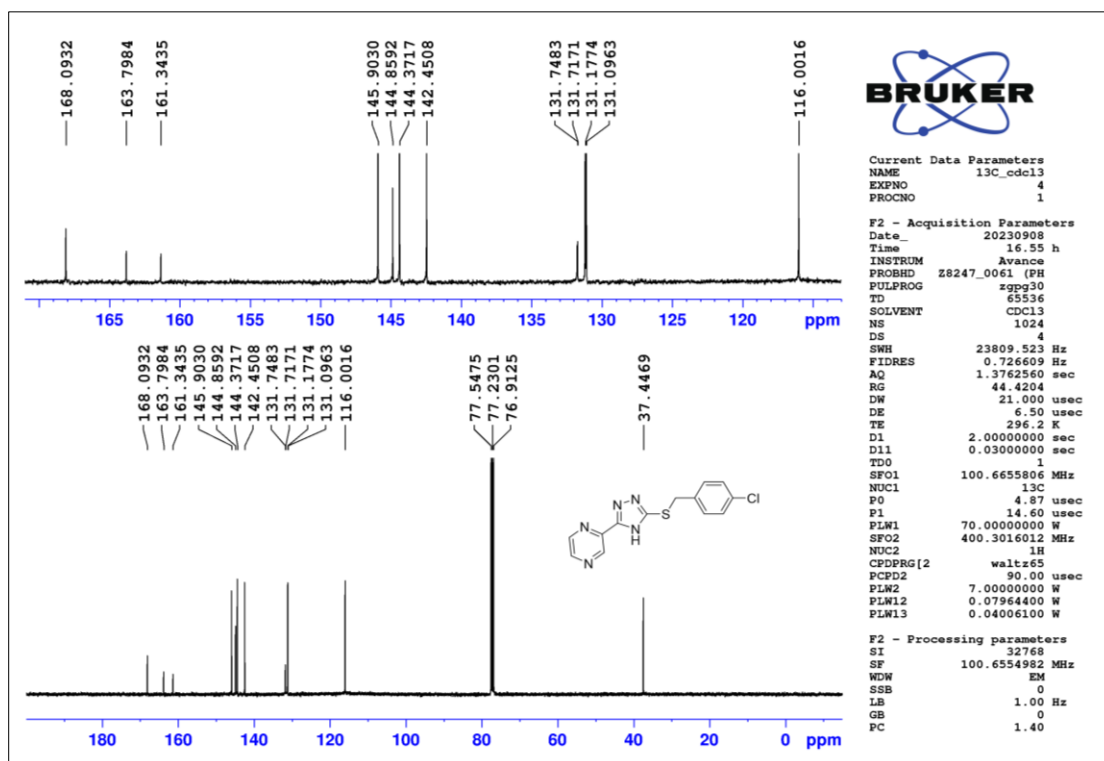 168.0932
163.7984
161.3435
145.9030
144.8592
144.3717
142.4508
131.7483
131.7171
131.1774
131.0963
116.0016
165 160 155 150 145 140 135 130 125 120 ppm
168.0932
163.7984
161.3435
145.9030
144.8592
144.3717
142.4508
131.7483
131.7171
131.1774
131.0963
116.0016
77.5475
77.2301
76.9125
37.4469
N N N H N N S Cl
180 160 140 120 100 80 60 40 20 0 ppm
BRUKER
Current Data Parameters
NAME 13C_cdcl3
EXPNO 4
PROCNO 1
F2 - Acquisition Parameters
Date_ 20230908
Time 16.55 h
INSTRUM Avance
PROBHD Z8247_0061 (PH
PULPROG zgpg30
TD 65536
SOLVENT CDCl3
NS 1024
DS 4
SWH 23809.523 Hz
FIDRES 0.726609 Hz
AQ 1.3762560 sec
RG 44.4204
DW 21.000 usec
DE 6.50 usec
TE 296.2 K
D1 2.00000000 sec
D11 0.03000000 sec
TD0 1
SFO1 100.6655806 MHz
NUC1 13C
P0 4.87 usec
P1 14.60 usec
PLW1 70.00000000 W
SFO2 400.3016012 MHz
NUC2 1H
CPDPRG[2 waltz65
PCPD2 90.00 usec
PLW2 7.00000000 W
PLW12 0.07964400 W
PLW13 0.04006100 W
F2 - Processing parameters
SI 32768
SF 100.6554982 MHz
WDW EM
SSB 0
LB 1.00 Hz
GB 0
PC 1.40